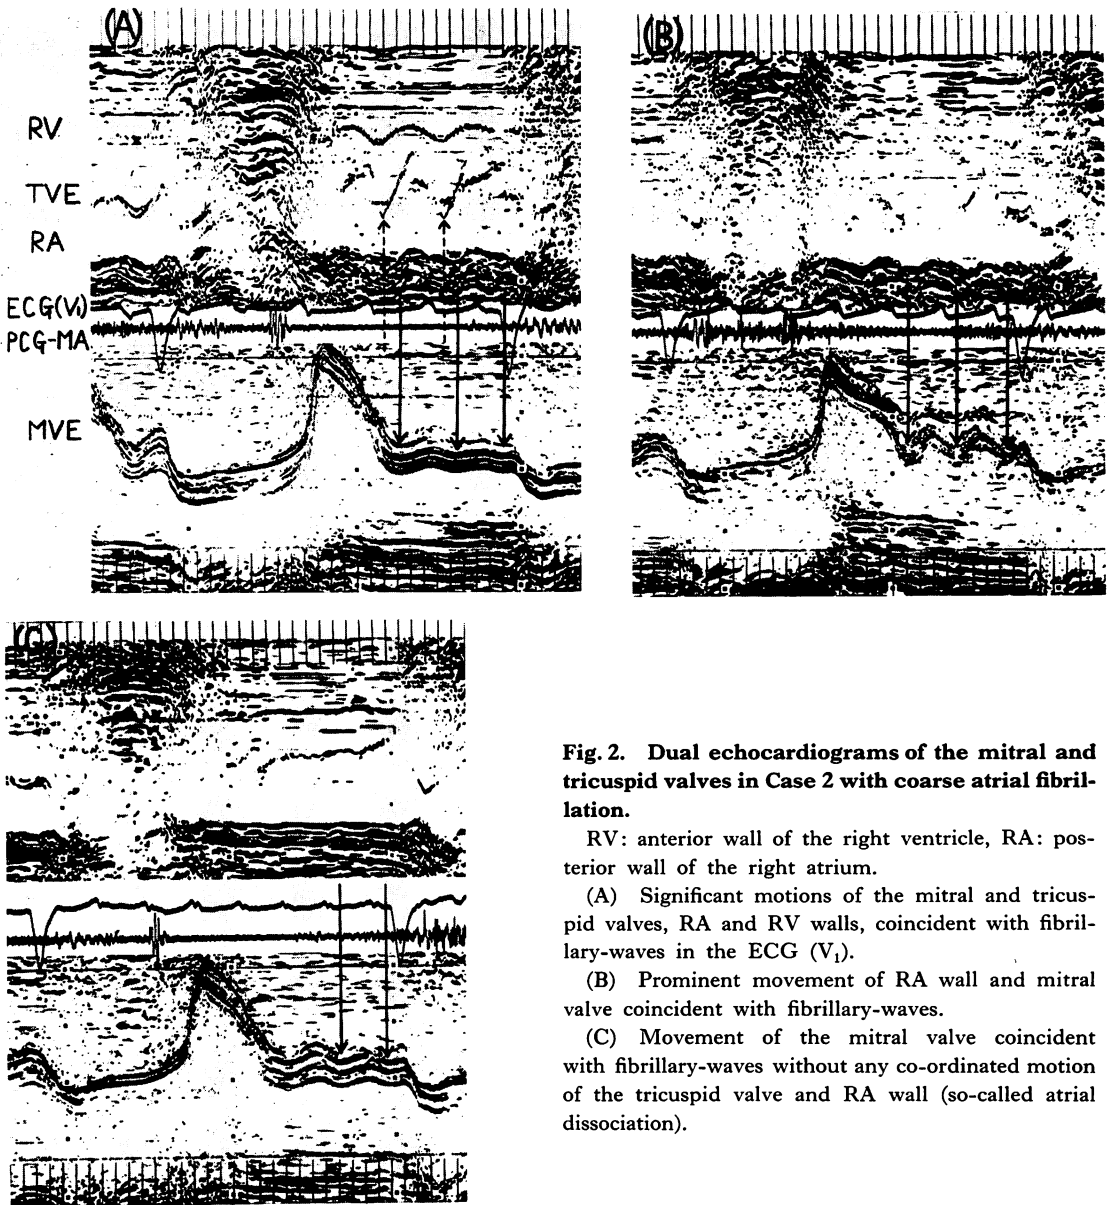 (A)
(B)
RV
TVE
RA
ECG(V₁)
PCG-MA
MVE
(C)
Fig. 2. Dual echocardiograms of the mitral and
tricuspid valves in Case 2 with coarse atrial fibril-
lation.
RV: anterior wall of the right ventricle, RA: pos-
terior wall of the right atrium.
(A) Significant motions of the mitral and tricus-
pid valves, RA and RV walls, coincident with fibril-
lary-waves in the ECG (V₁).
(B) Prominent movement of RA wall and mitral
valve coincident with fibrillary-waves.
(C) Movement of the mitral valve coincident
with fibrillary-waves without any co-ordinated motion
of the tricuspid valve and RA wall (so-called atrial
dissociation).